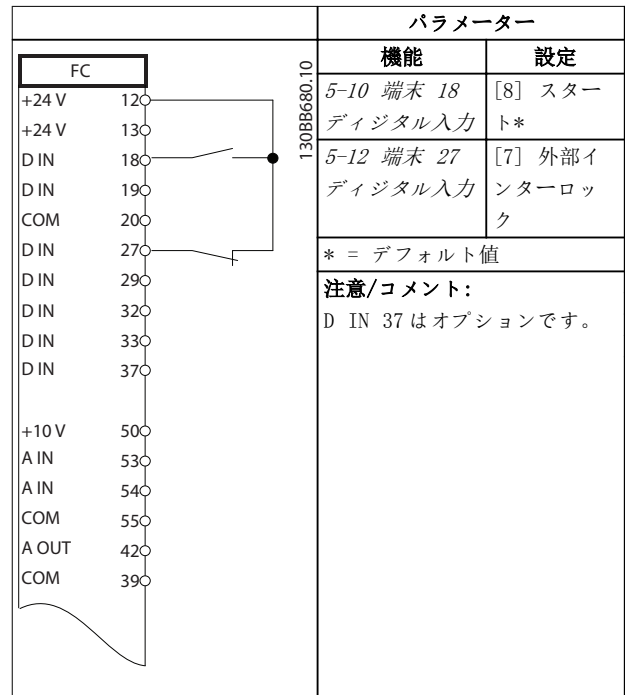 パラメーター
機能 設定
FC
+24 V 12
+24 V 13
D IN 18
D IN 19
COM 20
D IN 27
D IN 29
D IN 32
D IN 33
D IN 37
+10 V 50
A IN 53
A IN 54
COM 55
A OUT 42
COM 39
130BB680.10
5-10 端末 18
ディジタル入力
[8] スター
ト*
5-12 端末 27
ディジタル入力
[7] 外部イ
ンターロッ
ク
* = デフォルト値
注意/コメント:
D IN 37 はオプションです。